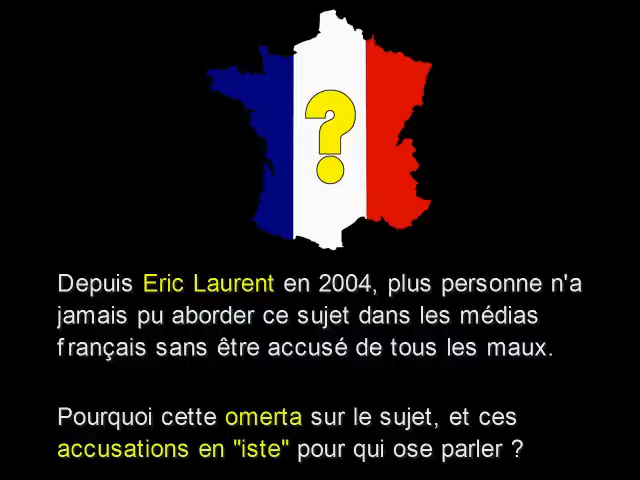 ?
Depuis Eric Laurent en 2004, plus personne n'a
jamais pu aborder ce sujet dans les médias
français sans être accusé de tous les maux.
Pourquoi cette omerta sur le sujet, et ces
accusations en "iste" pour qui ose parler ?